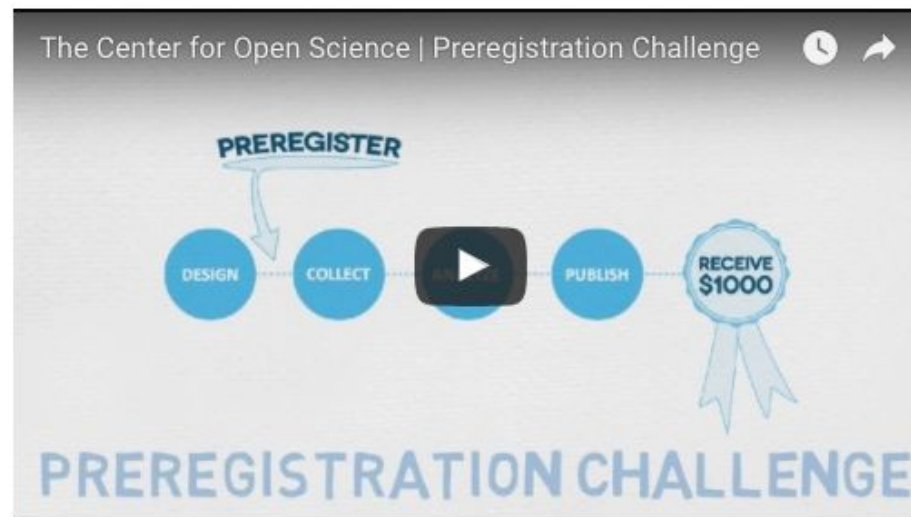 The Center for Open Science | Preregistration Challenge
PREREGISTER
DESIGN
COLLECT
PUBLISH
RECEIVE
$1000
PREREGISTRATION CHALLENGE